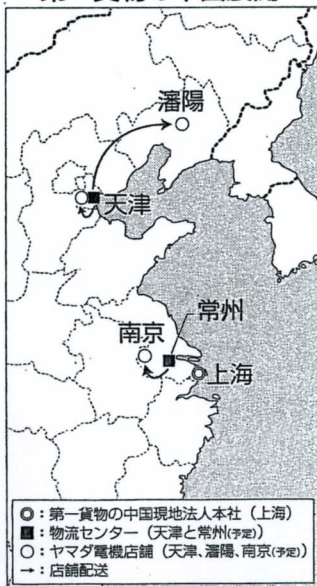 瀋陽
天津
常州
南京
上海
◎：第一貨物の中国現地法人本社（上海）
■：物流センター（天津と常州(予定)）
○：ヤマダ電機店舗（天津、瀋陽、南京(予定)）
→：店舗配送